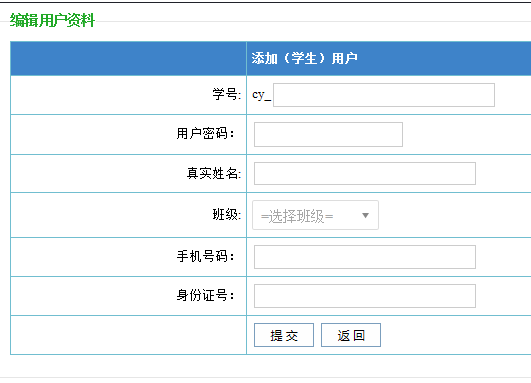 编辑用户资料
添加（学生）用户
学号: cy_
用户密码：
真实姓名:
班级: =选择班级=
手机号码：
身份证号：
提 交 返 回